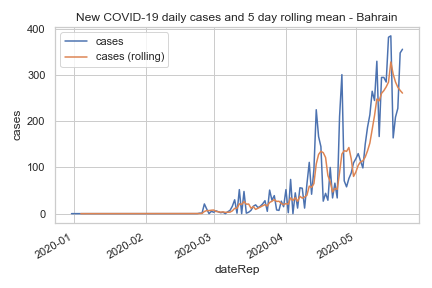 New COVID-19 daily cases and 5 day rolling mean - Bahrain
cases
cases (rolling)
400
300
200
100
0
cases
2020-01
2020-02
2020-03
2020-04
2020-05
dateRep